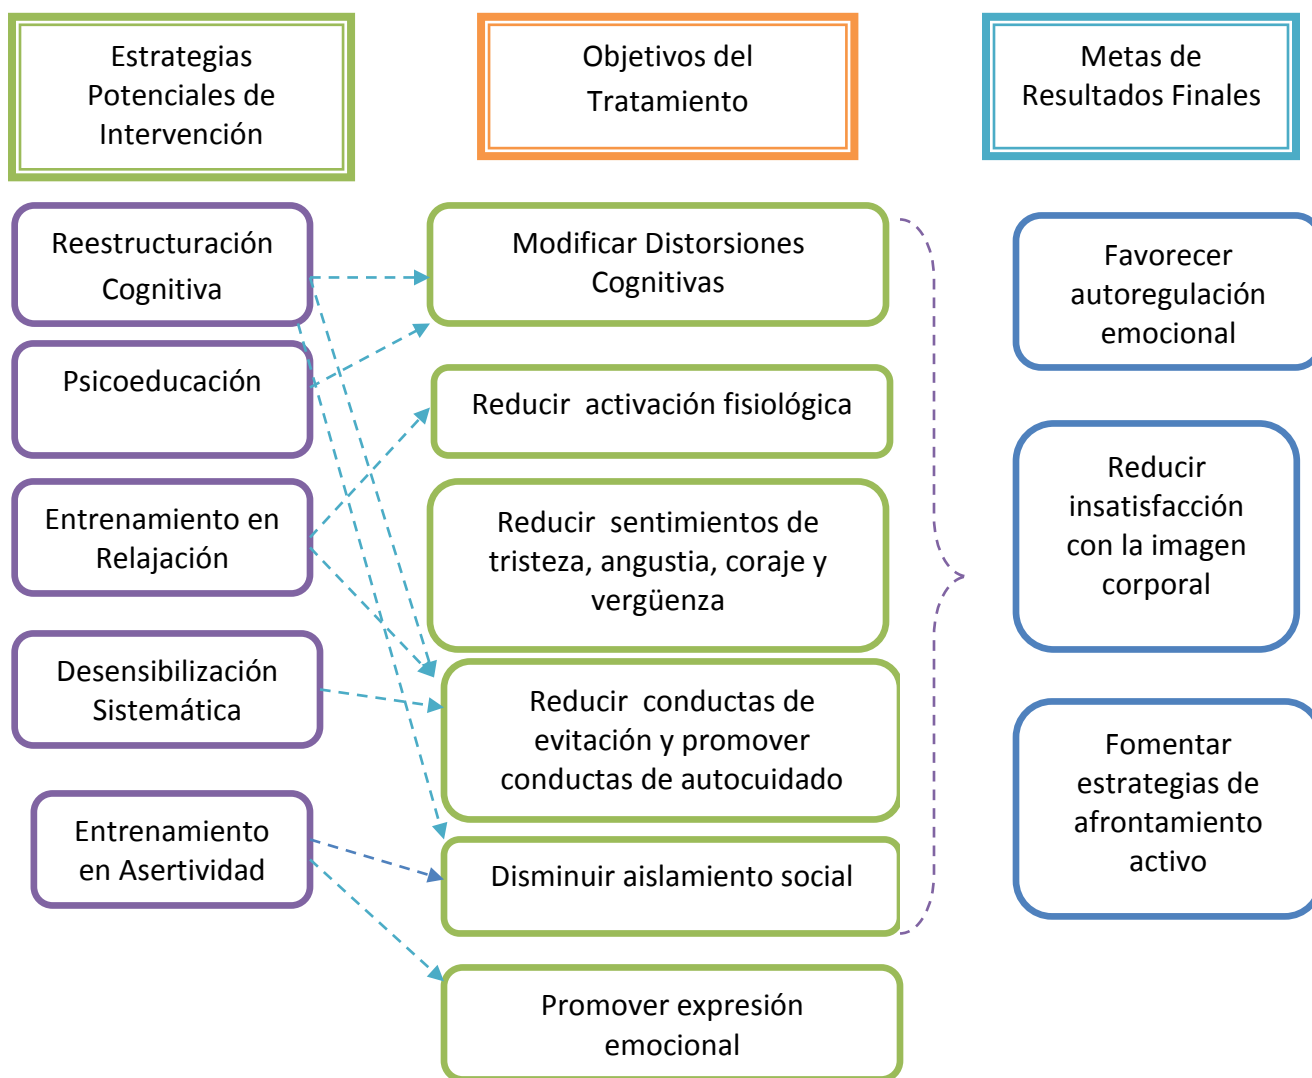 Estrategias
Potenciales de
Intervención
Objetivos del
Tratamiento
Metas de
Resultados Finales
Reestructuración
Cognitiva
Psicoeducación
Entrenamiento en
Relajación
Desensibilización
Sistemática
Entrenamiento
en Asertividad
Modificar Distorsiones
Cognitivas
Reducir activación fisiológica
Reducir sentimientos de
tristeza, angustia, coraje y
vergüenza
Reducir conductas de
evitación y promover
conductas de autocuidado
Disminuir aislamiento social
Promover expresión
emocional
Favorecer
autoregulación
emocional
Reducir
insatisfacción
con la imagen
corporal
Fomentar
estrategias de
afrontamiento
activo